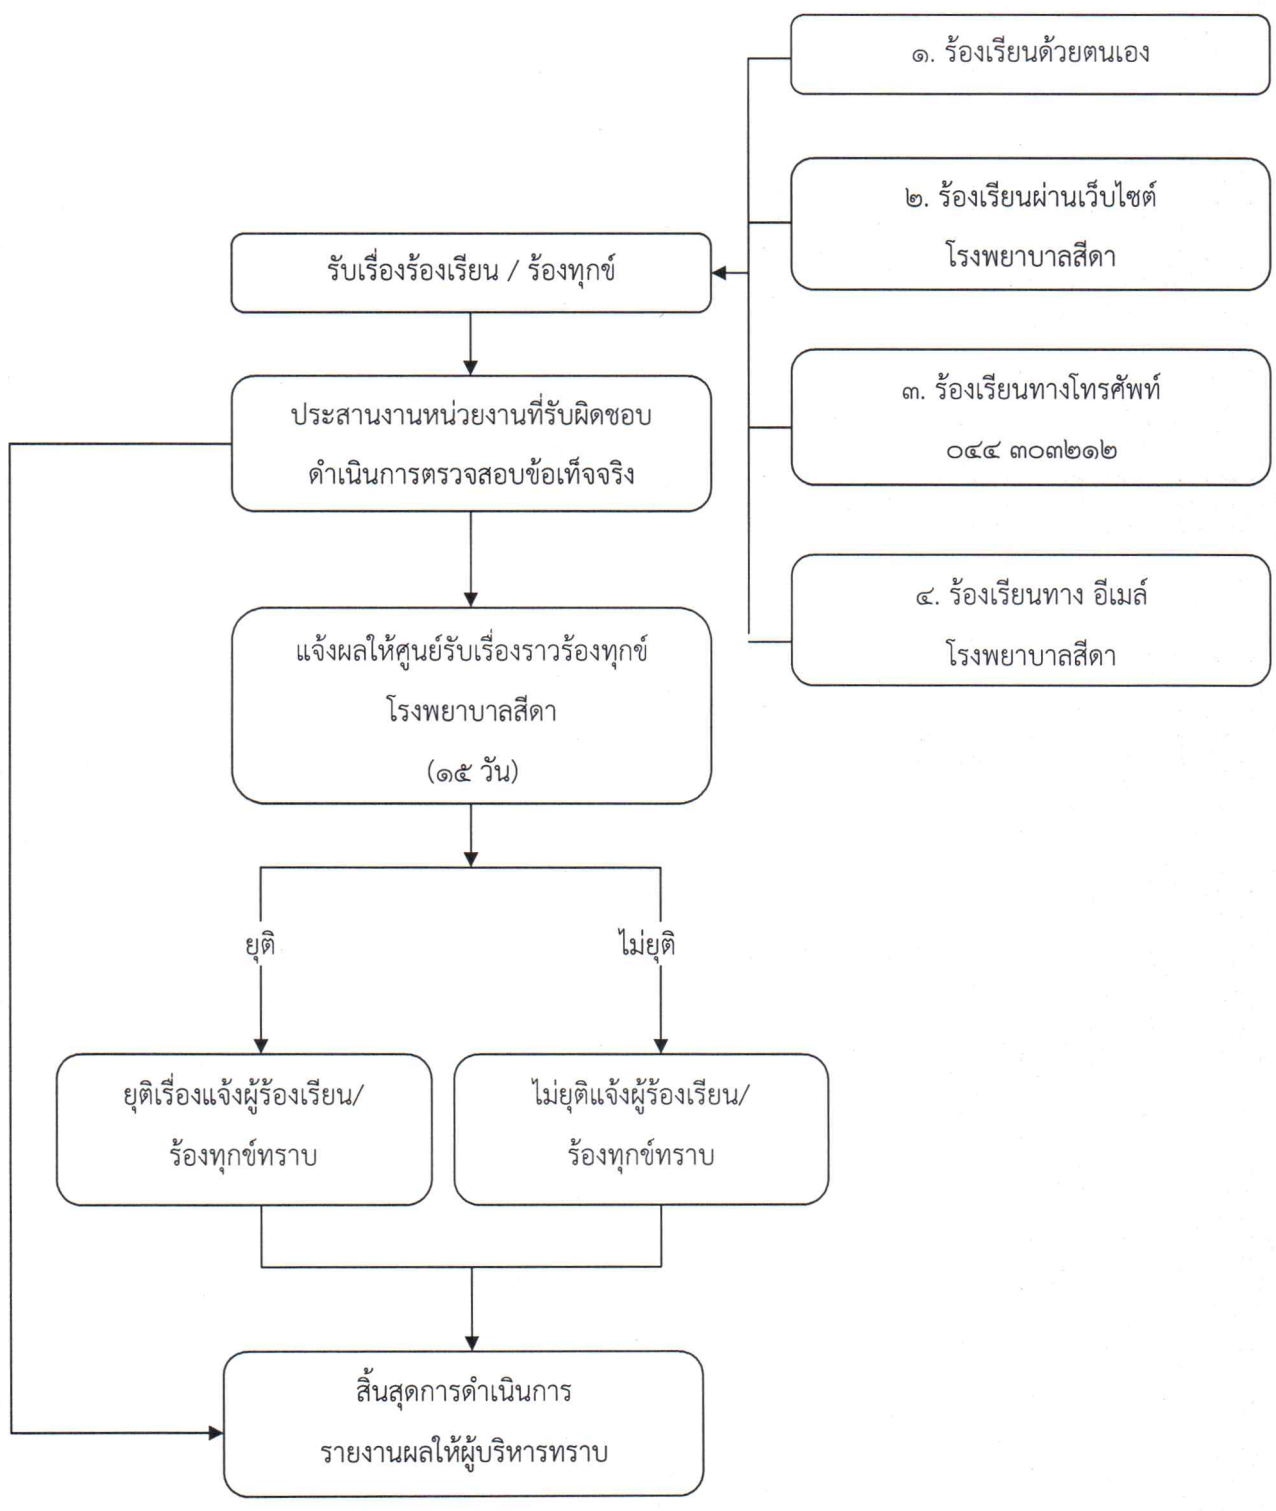 ๑. ร้องเรียนด้วยตนเอง
๒. ร้องเรียนผ่านเว็บไซต์
โรงพยาบาลสีดา
๓. ร้องเรียนทางโทรศัพท์
๐๔๔ ๓๐๓๒๑๒
๔. ร้องเรียนทาง อีเมล์
โรงพยาบาลสีดา
รับเรื่องร้องเรียน / ร้องทุกข์
ประสานงานหน่วยงานที่รับผิดชอบ
ดำเนินการตรวจสอบข้อเท็จจริง
แจ้งผลให้ศูนย์รับเรื่องราวร้องทุกข์
โรงพยาบาลสีดา
(๑๕ วัน)
ยุติ
ไม่ยุติ
ยุติเรื่องแจ้งผู้ร้องเรียน/
ร้องทุกข์ทราบ
ไม่ยุติแจ้งผู้ร้องเรียน/
ร้องทุกข์ทราบ
สิ้นสุดการดำเนินการ
รายงานผลให้ผู้บริหารทราบ